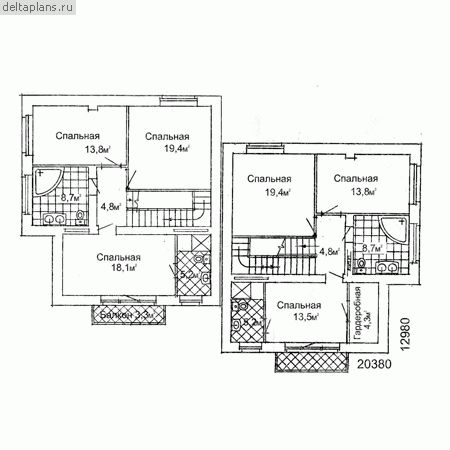 deltaplans.ru
Спальная
13,8м²
Спальная
19,4м²
8,7м²
4,8м²
Спальная
18,1м²
5,2м²
Балкон 3,3м²
Спальная
19,4м²
Спальная
13,8м²
4,8м²
8,7м²
Спальная
13,5м²
5,2м²
Гардеробная
4,3м²
20380
12980